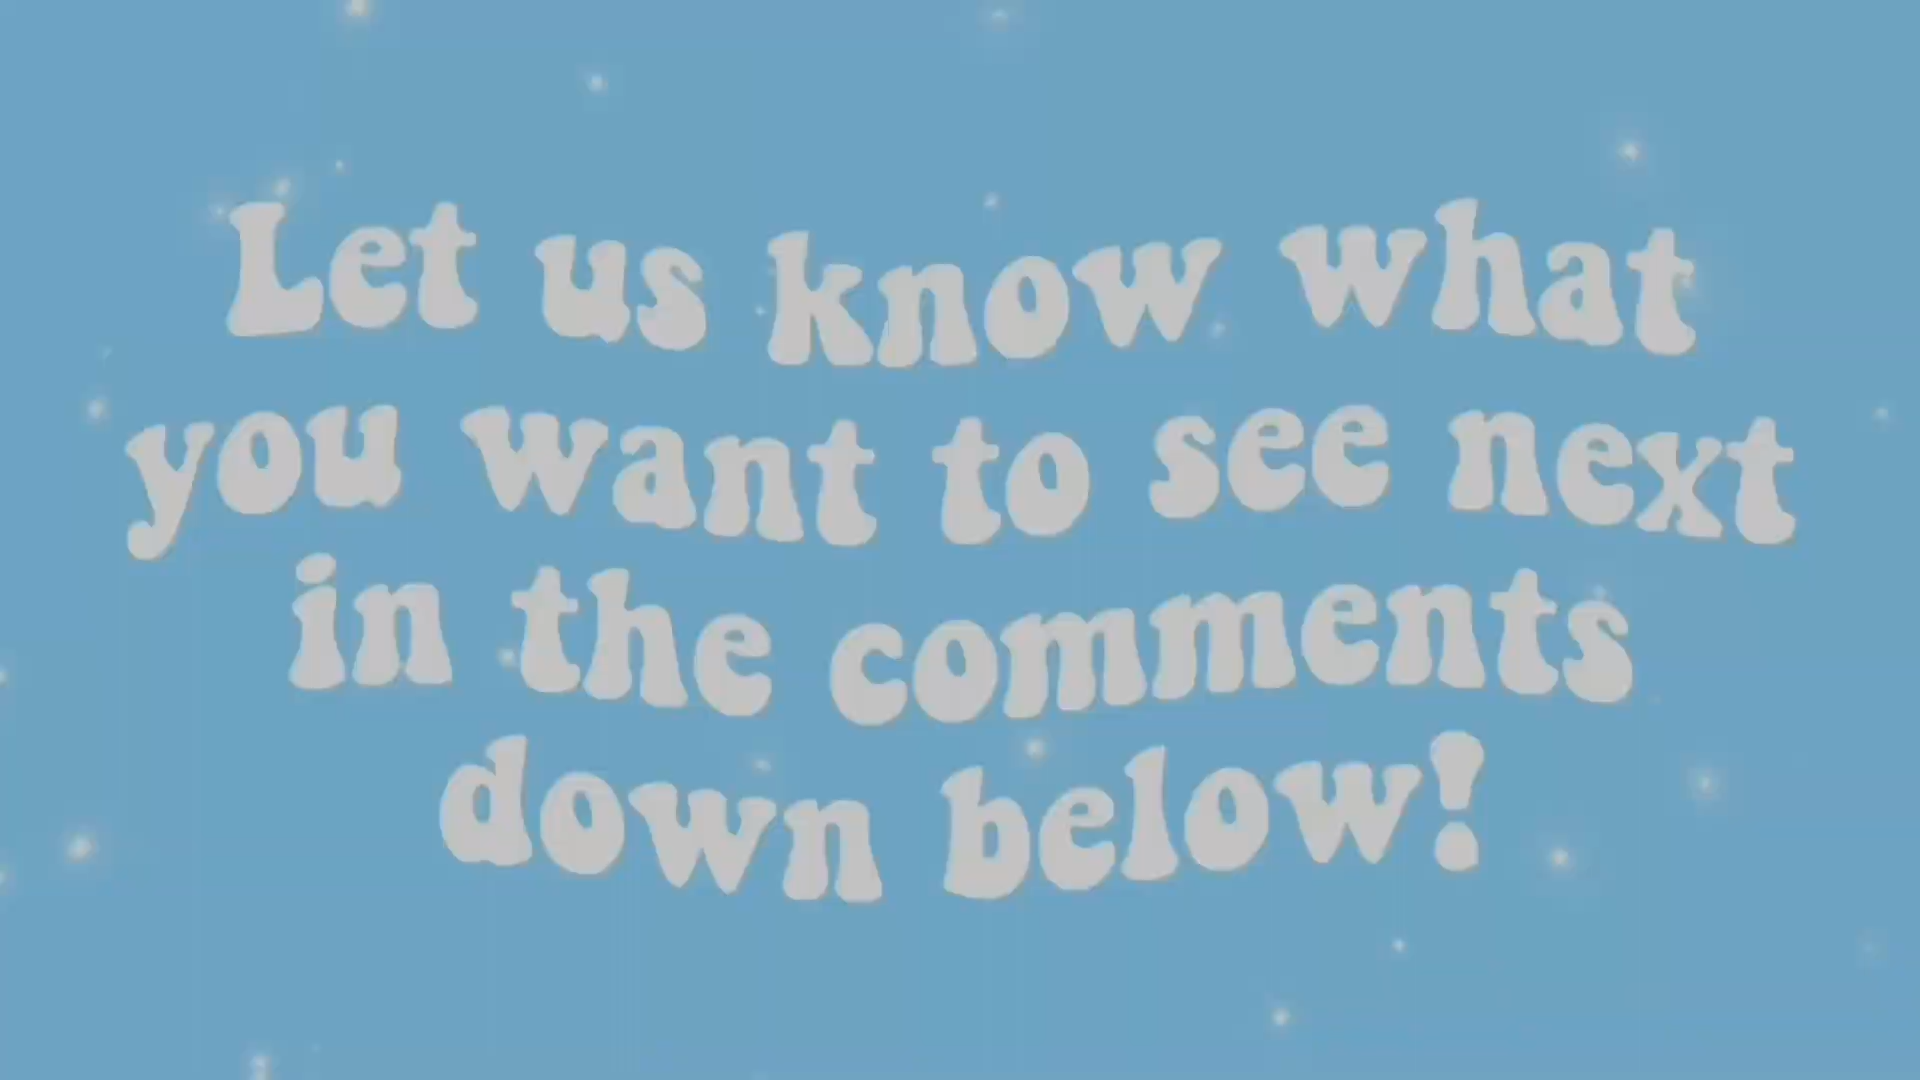 Let us know what
you want to see next
in the comments
down below!